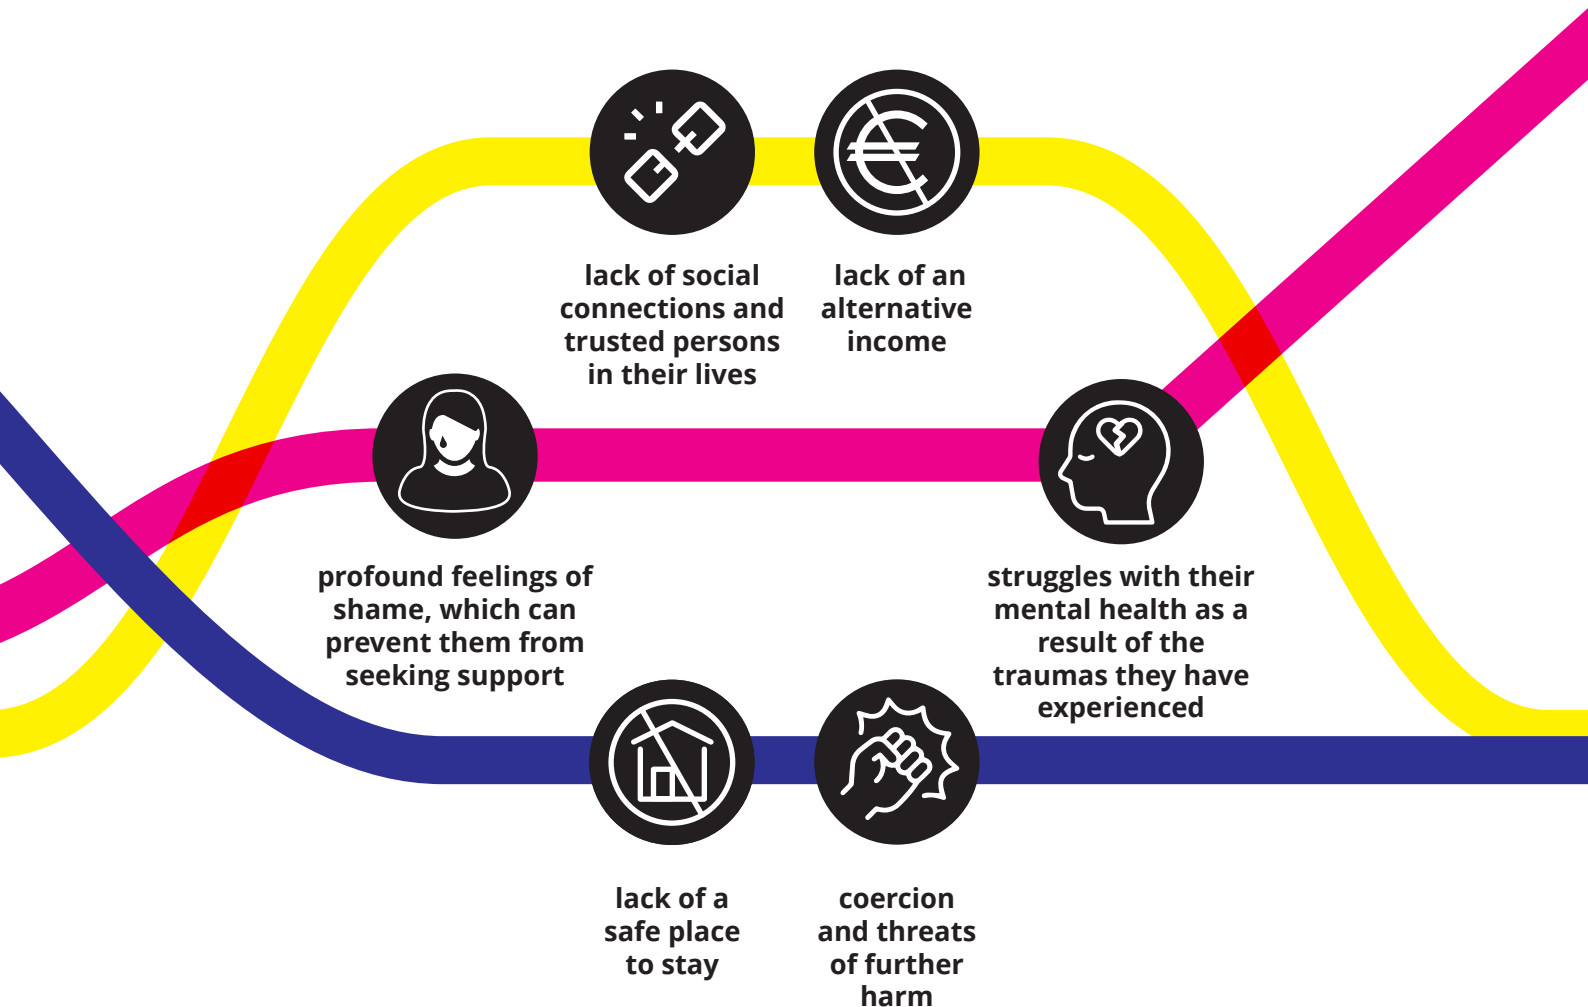 lack of social
connections and
trusted persons
in their lives
lack of an
alternative
income
profound feelings of
shame, which can
prevent them from
seeking support
struggles with their
mental health as a
result of the
traumas they have
experienced
lack of a
safe place
to stay
coercion
and threats
of further
harm